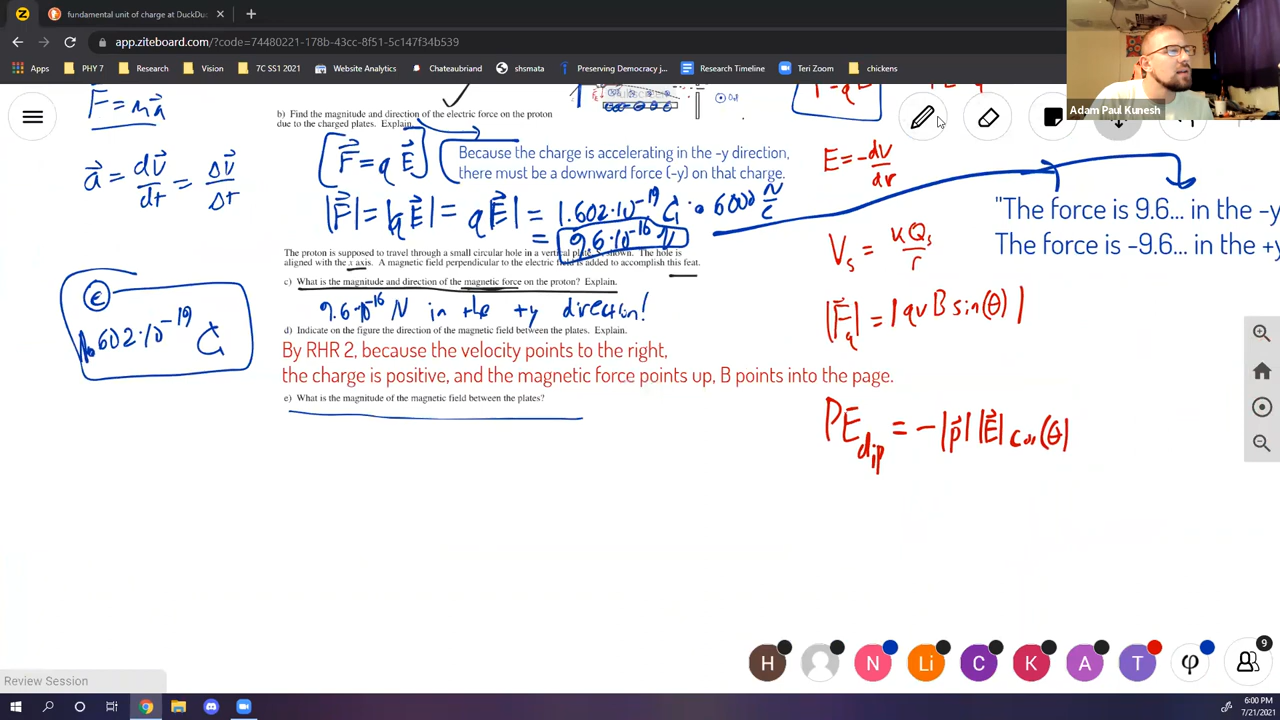 fundamental unit of charge at DuckDu
app.ziteboard.com/?code=74480221-178b-43cc-8f51-5c147f34b539
Apps
PHY 7
Research
Vision
7C SS1 2021
Website Analytics
Chateaubriand
shsmata
Preserving Democracy j...
Research Timeline
Teri Zoom
chickens
Adam Paul Kunesh
F = ma
b) Find the magnitude and direction of the electric force on the proton
due to the charged plates. Explain.
F = qE
Because the charge is accelerating in the -y direction,
there must be a downward force (-y) on that charge.
E = -dV/dr
a = dv/dt = Δv/Δt
|F| = |qE| = q|E| = 1.602·10^-19 C · 6000 N/C
= 9.6·10^-16 N
"The force is 9.6... in the -y
The force is -9.6... in the +y
V_s = kQ_s/r
The proton is supposed to travel through a small circular hole in a vertical plate
shown. The hole is
aligned with the x axis. A magnetic field perpendicular to the electric field is added to accomplish this feat.
c) What is the magnitude and direction of the magnetic force on the proton? Explain.
9.6·10^-16 N in the +y direction!
|F_q| = |qvB sin(θ)|
e
1.602·10^-19 C
d) Indicate on the figure the direction of the magnetic field between the plates. Explain.
By RHR 2, because the velocity points to the right,
the charge is positive, and the magnetic force points up, B points into the page.
e) What is the magnitude of the magnetic field between the plates?
PE_dip = -|p||E|cos(θ)
9
H
N
Li
C
K
A
T
φ
Review Session
6:00 PM
7/21/2021